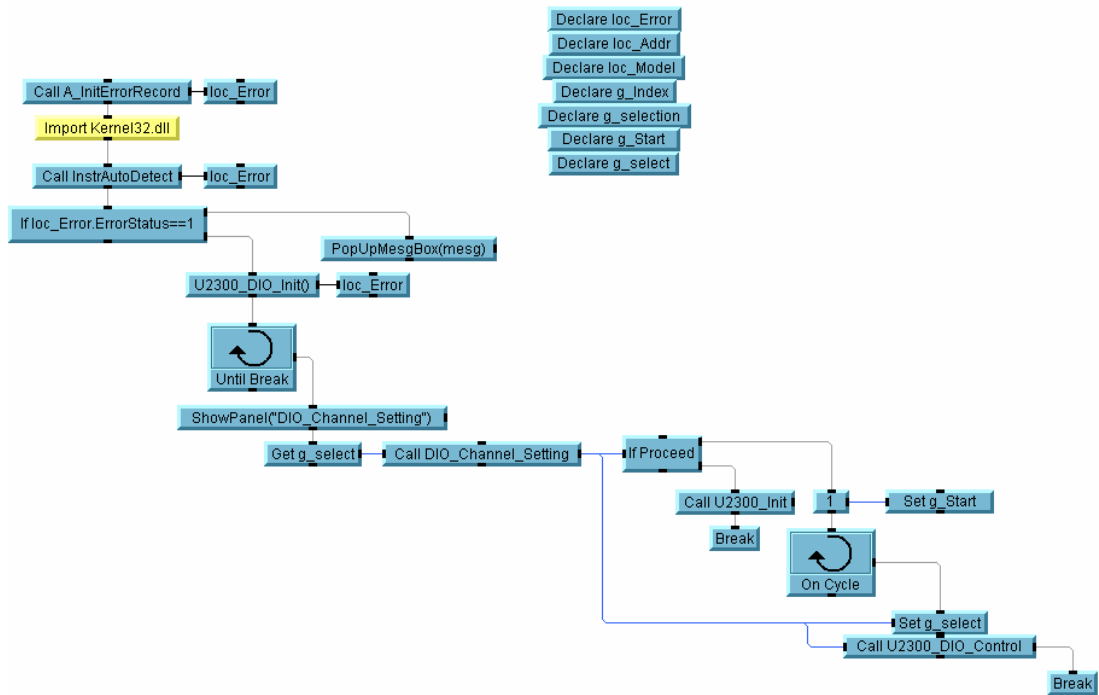 Declare loc_Error
Declare loc_Addr
Declare loc_Model
Declare g_Index
Declare g_selection
Declare g_Start
Declare g_select
Call A_InitErrorRecord
loc_Error
Import Kernel32.dll
Call InstrAutoDetect
loc_Error
If loc_Error.ErrorStatus==1
PopUpMesgBox(mesg)
U2300_DIO_Init()
loc_Error
Until Break
ShowPanel("DIO_Channel_Setting")
Get g_select
Call DIO_Channel_Setting
If Proceed
Call U2300_Init
1
Set g_Start
Break
On Cycle
Set g_select
Call U2300_DIO_Control
Break